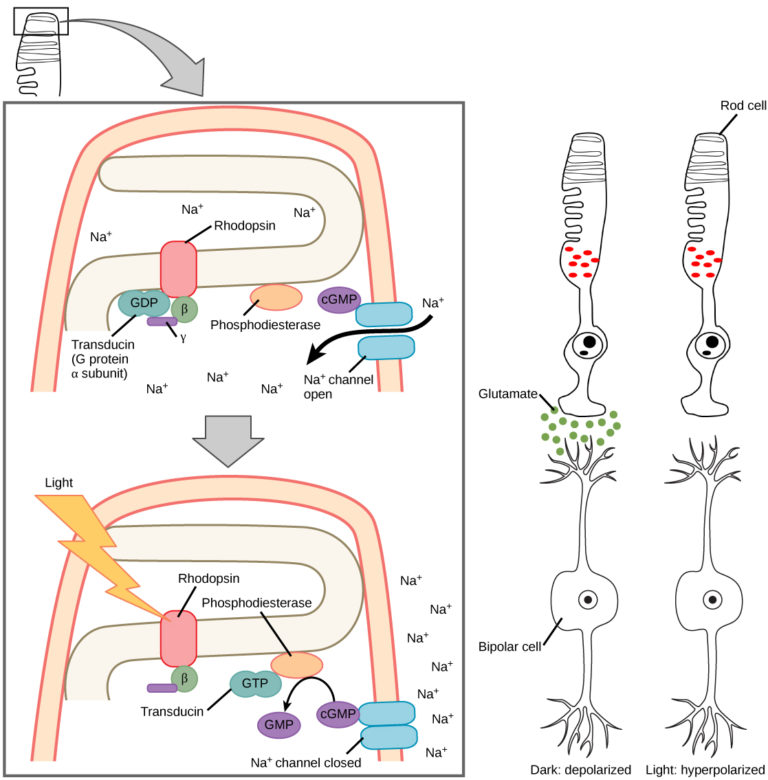 Na⁺
Na⁺
Na⁺
Rhodopsin
GDP
β
γ
Transducin
(G protein
α subunit)
Phosphodiesterase
cGMP
Na⁺
Na⁺ channel
open
Na⁺
Na⁺
Na⁺
Light
Rhodopsin
Phosphodiesterase
β
GTP
Transducin
GMP
cGMP
Na⁺ channel closed
Na⁺
Na⁺
Na⁺
Na⁺
Na⁺
Na⁺
Na⁺
Rod cell
Glutamate
Bipolar cell
Dark: depolarized
Light: hyperpolarized